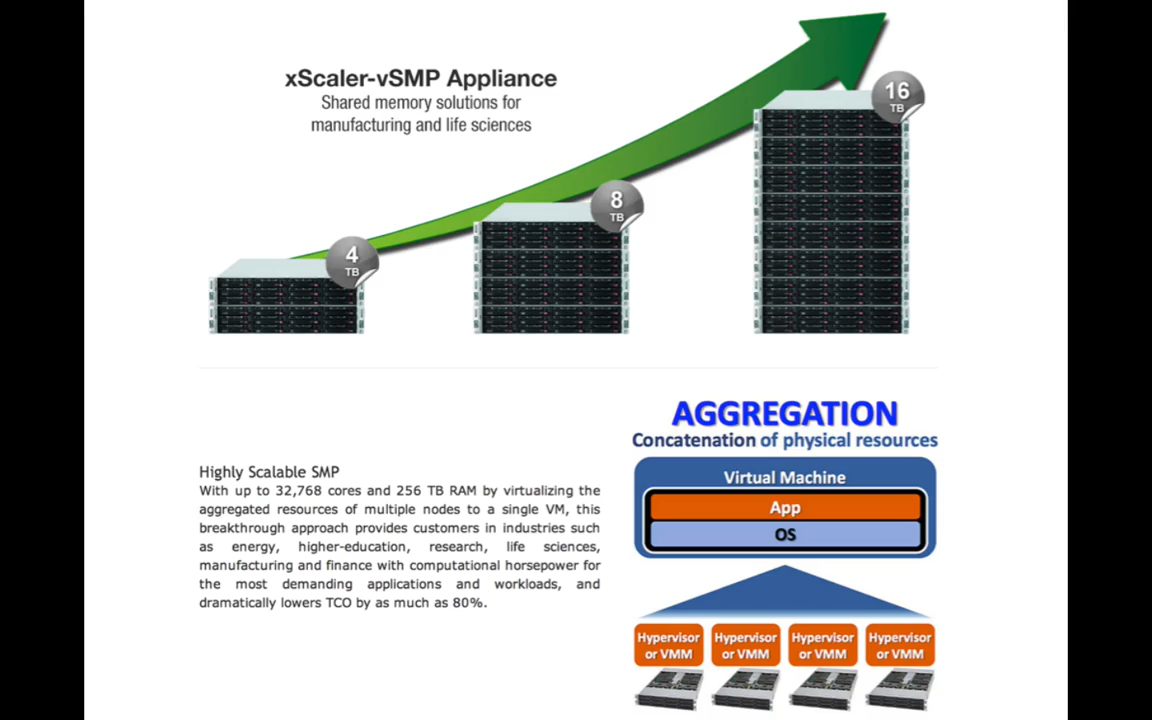 xScaler-vSMP Appliance
Shared memory solutions for
manufacturing and life sciences
16
TB
8
TB
4
TB
AGGREGATION
Concatenation of physical resources
Virtual Machine
App
OS
Highly Scalable SMP
With up to 32,768 cores and 256 TB RAM by virtualizing the
aggregated resources of multiple nodes to a single VM, this
breakthrough approach provides customers in industries such
as energy, higher-education, research, life sciences,
manufacturing and finance with computational horsepower for
the most demanding applications and workloads, and
dramatically lowers TCO by as much as 80%.
Hypervisor
or VMM
Hypervisor
or VMM
Hypervisor
or VMM
Hypervisor
or VMM